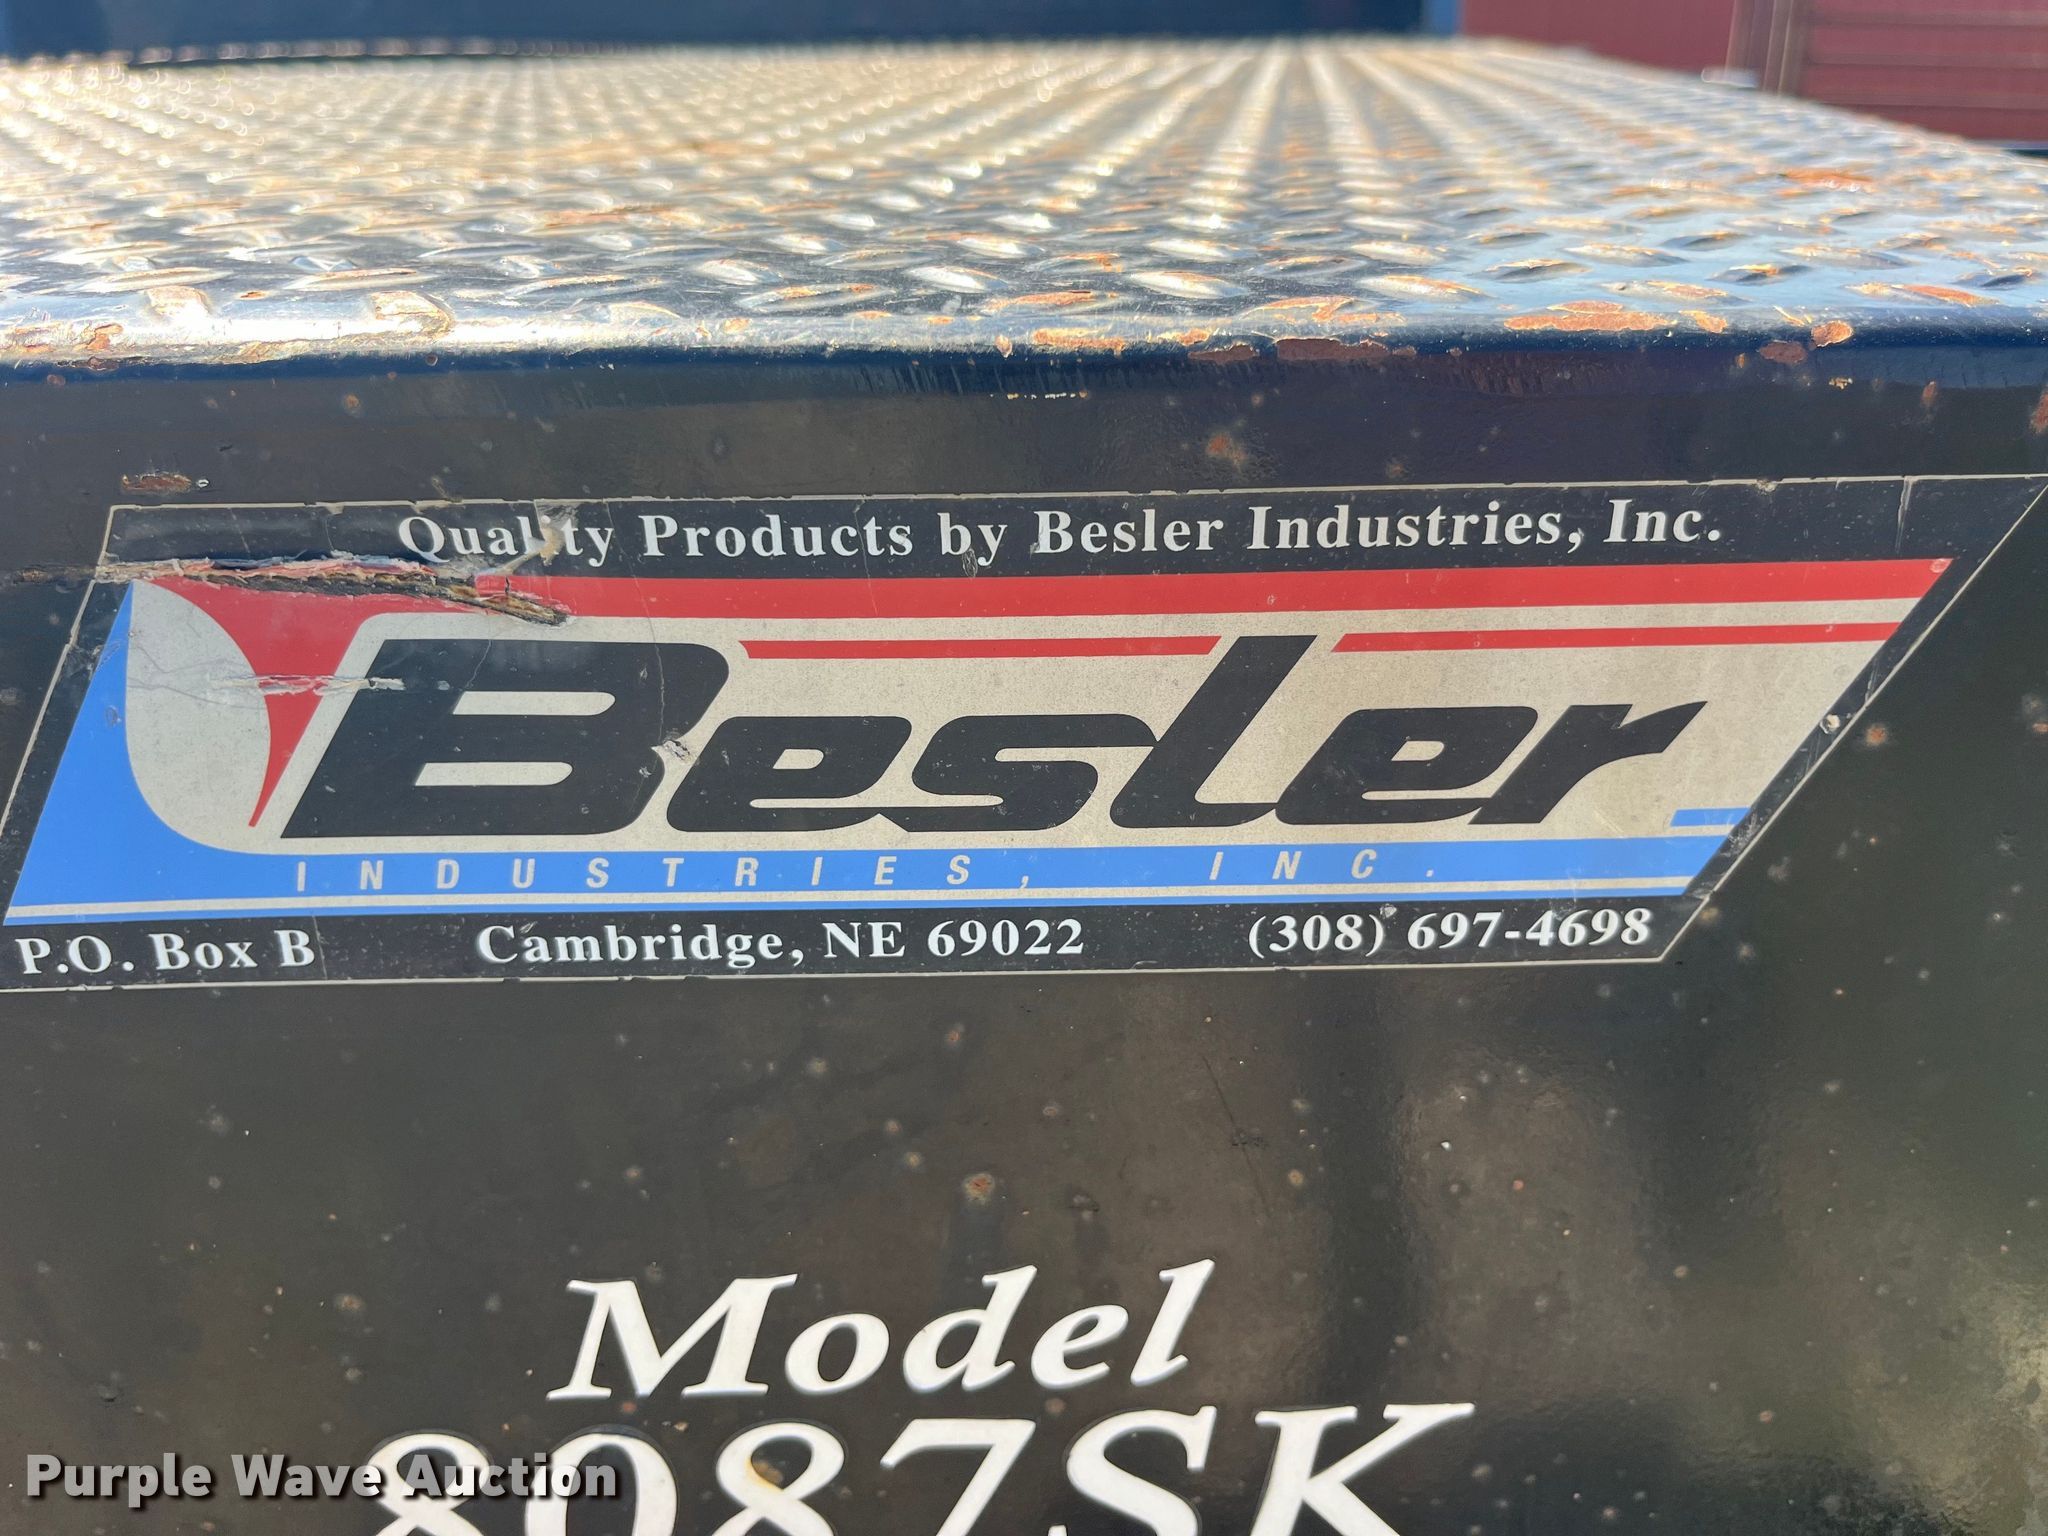 Quality Products by Besler Industries, Inc.
Besler
INDUSTRIES, INC.
P.O. Box B Cambridge, NE 69022 (308) 697-4698
Model
8087SK
Purple Wave Auction